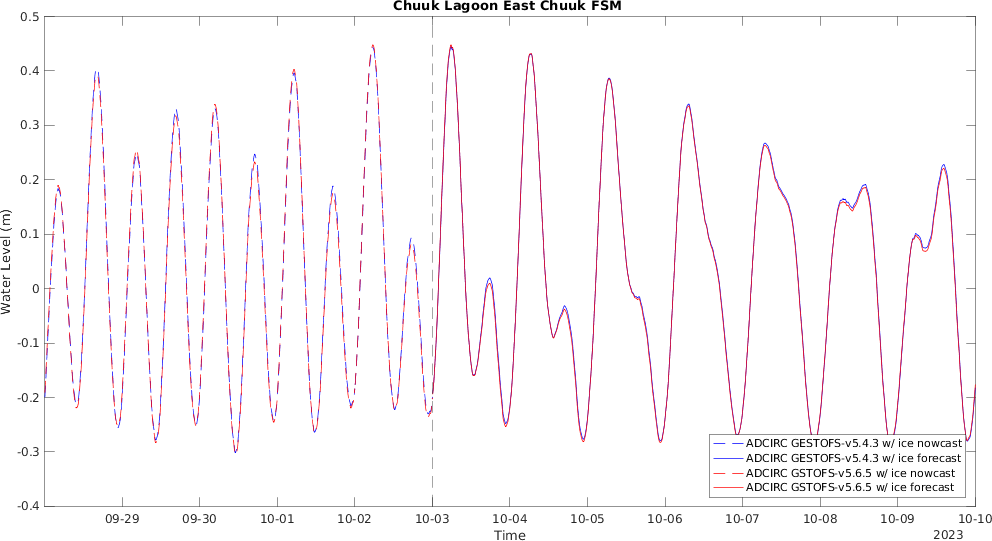 Chuuk Lagoon East Chuuk FSM
0.5
0.4
0.3
0.2
0.1
0
-0.1
-0.2
-0.3
-0.4
Water Level (m)
09-29 09-30 10-01 10-02 10-03 10-04 10-05 10-06 10-07 10-08 10-09 10-10
2023
Time
ADCIRC GESTOFS-v5.4.3 w/ ice nowcast
ADCIRC GESTOFS-v5.4.3 w/ ice forecast
ADCIRC GSTOFS-v5.6.5 w/ ice nowcast
ADCIRC GSTOFS-v5.6.5 w/ ice forecast